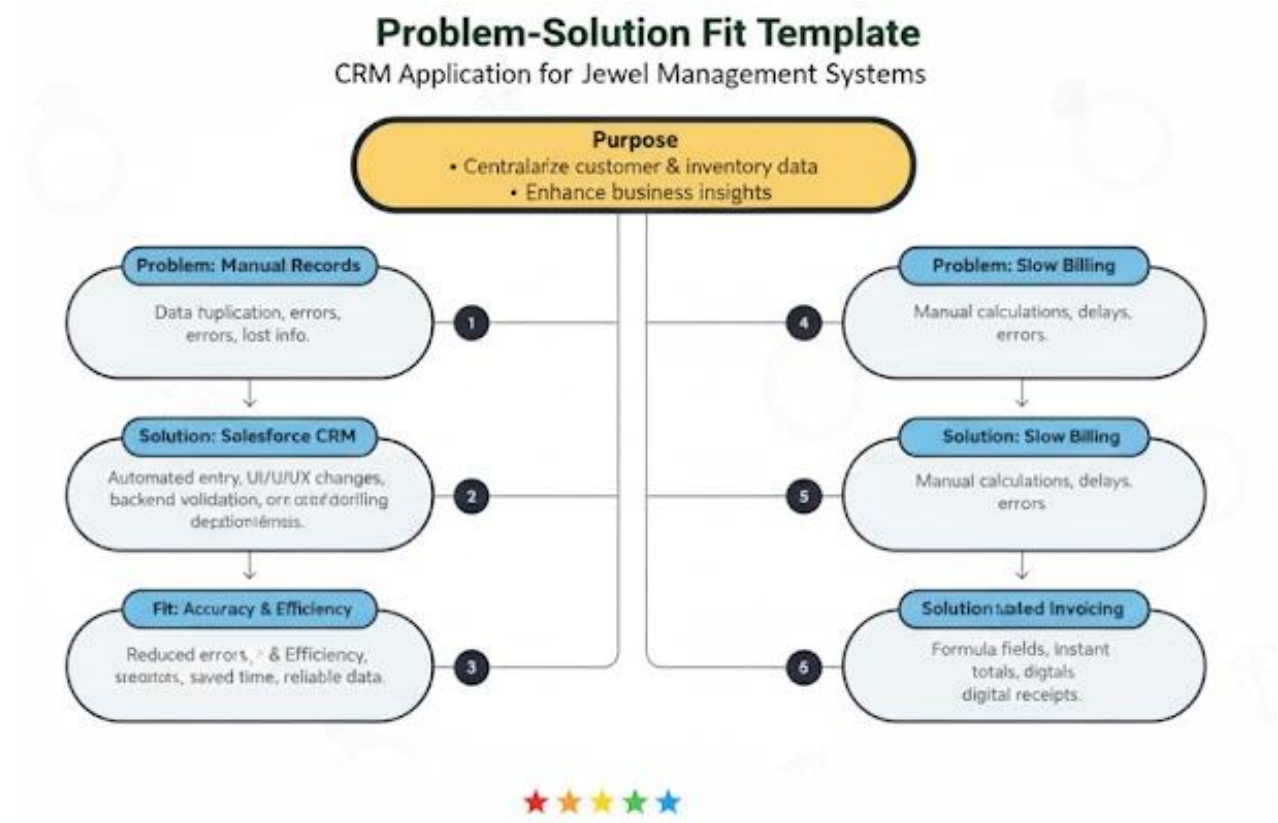 Problem-Solution Fit Template
CRM Application for Jewel Management Systems
Purpose
• Centralarize customer & inventory data
• Enhance business insights
Problem: Manual Records
Data ƕplication, errors,
errors, lost info.
1
Solution: Salesforce CRM
Automated entry, UI/U/UX changes,
backend validation,
2
Fit: Accuracy & Efficiency
Reduced errors, & Efficiency,
saved time, reliable data.
3
Problem: Slow Billing
Manual calculations, delays,
errors.
4
Solution: Slow Billing
Manual calculations, delays,
errors
5
Solution Invoicing
Formula fields, Instant
totals, digtals
digital receipts.
6